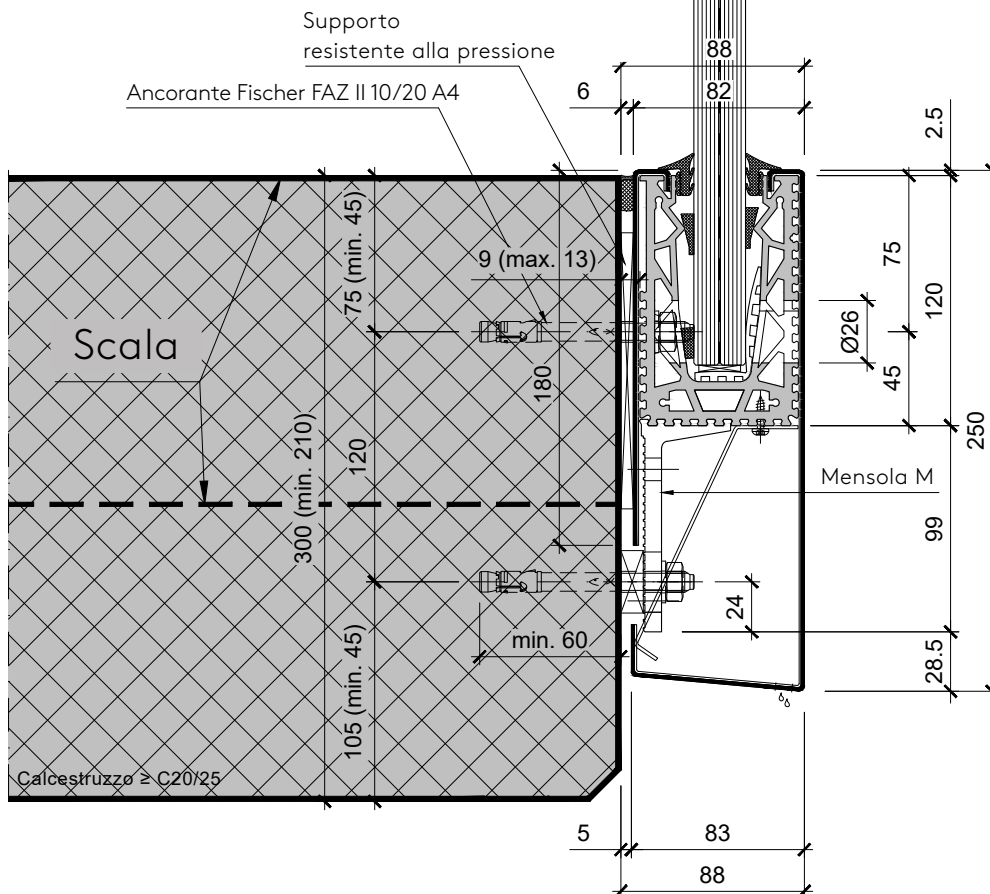 Supporto
resistente alla pressione
Ancorante Fischer FAZ II 10/20 A4
88
6
82
2.5
75 (min. 45)
9 (max. 13)
75
120
Ø26
Scala
180
45
250
300 (min. 210)
120
Mensola M
99
24
min. 60
105 (min. 45)
28.5
Calcestruzzo ≥ C20/25
5
83
88